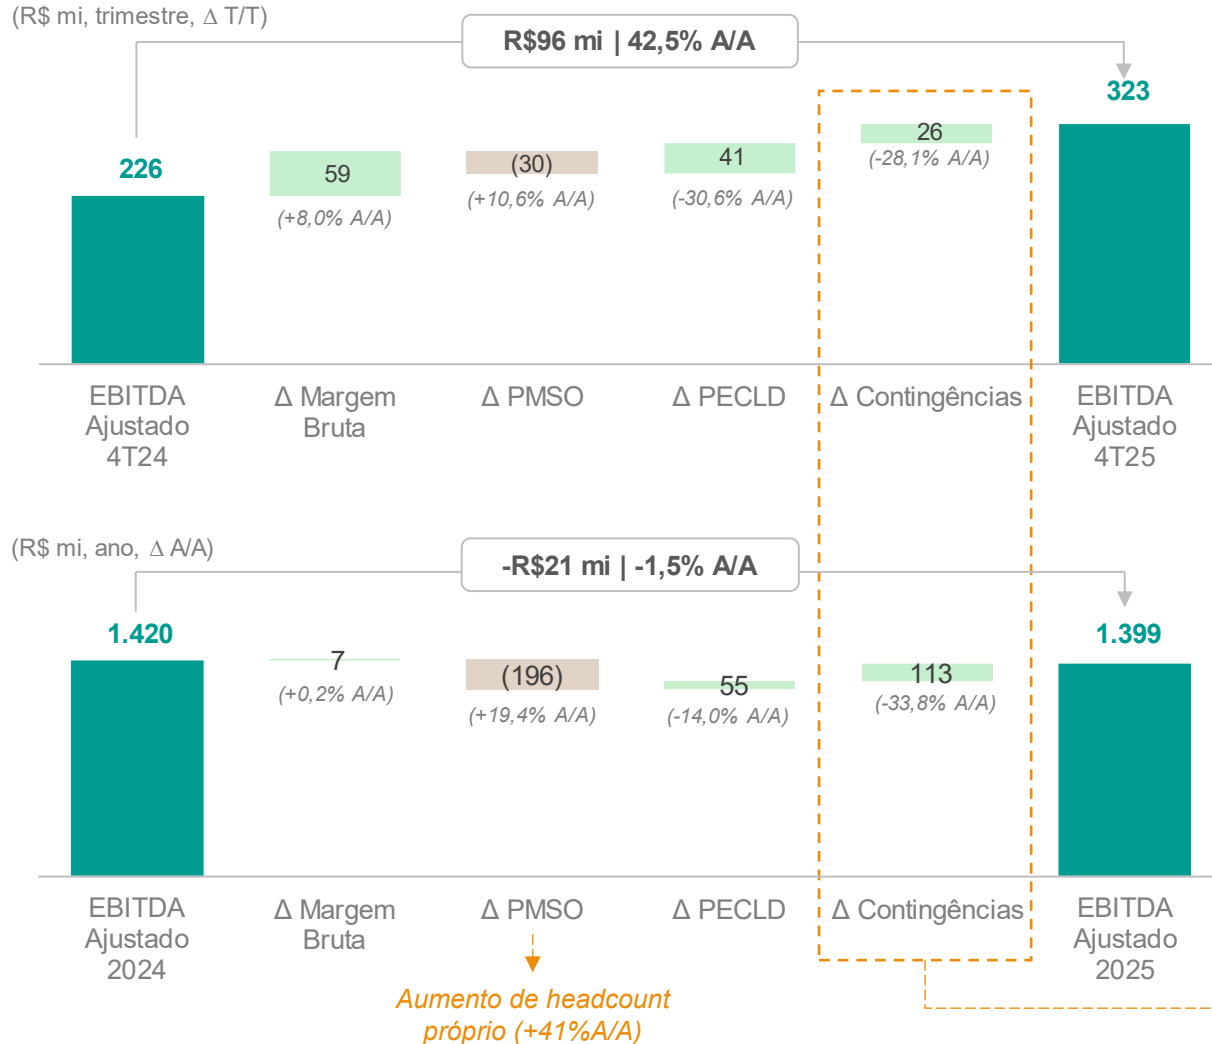 (R$ mi, trimestre, Δ T/T)
R$96 mi | 42,5% A/A
226
59
(+8,0% A/A)
(30)
(+10,6% A/A)
41
(-30,6% A/A)
26
(-28,1% A/A)
323
EBITDA
Ajustado
4T24
Δ Margem
Bruta
Δ PMSO
Δ PECLD
Δ Contingências
EBITDA
Ajustado
4T25
(R$ mi, ano, Δ A/A)
-R$21 mi | -1,5% A/A
1.420
7
(+0,2% A/A)
(196)
(+19,4% A/A)
55
(-14,0% A/A)
113
(-33,8% A/A)
1.399
EBITDA
Ajustado
2024
Δ Margem
Bruta
Δ PMSO
Δ PECLD
Δ Contingências
EBITDA
Ajustado
2025
Aumento de headcount
próprio (+41%A/A)